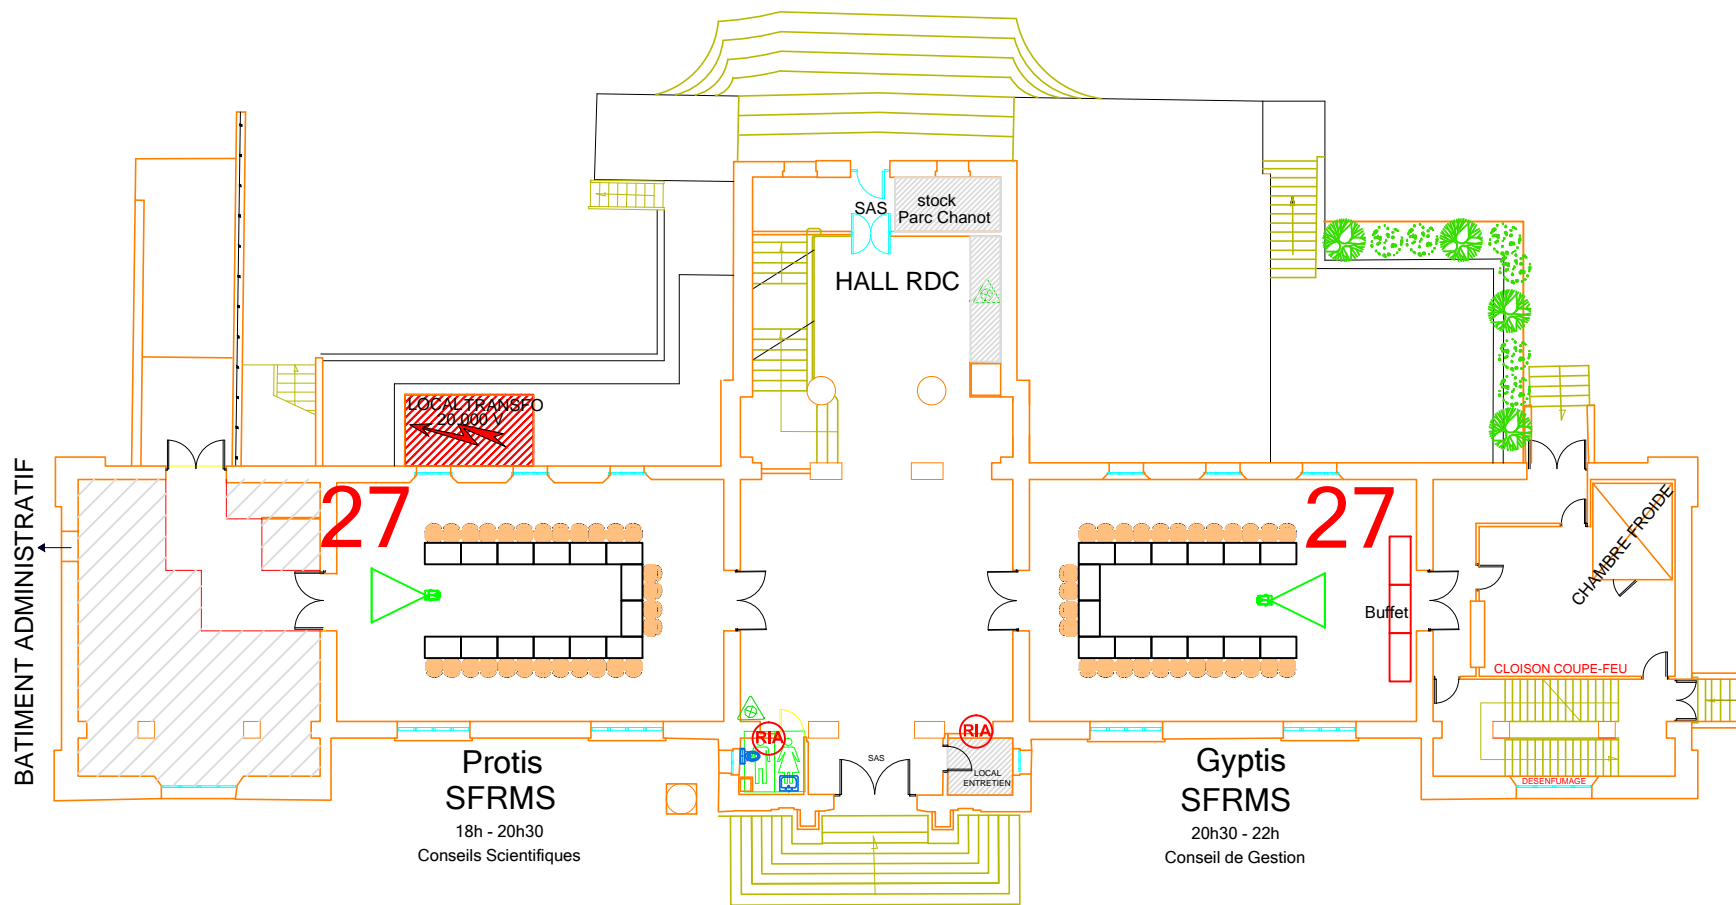 SAS
stock
Parc Chanot
HALL RDC
LOCAL TRANSFO
20.000 V
BATIMENT ADMINISTRATIF
27
27
CHAMBRE FROIDE
Buffet
CLOISON COUPE-FEU
RIA
RIA
Protis
SFRMS
18h - 20h30
Conseils Scientifiques
SAS
LOCAL
ENTRETIEN
Gyptis
SFRMS
20h30 - 22h
Conseil de Gestion
DESENFUMAGE